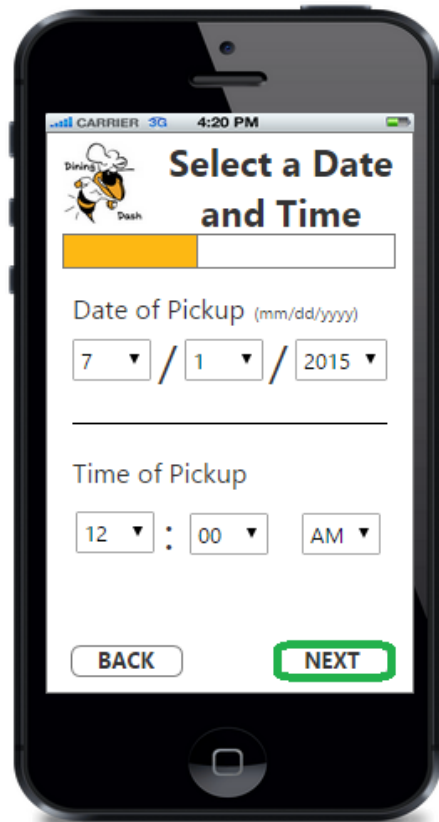 CARRIER 3G 4:20 PM
Dining
Dash
Select a Date
and Time
Date of Pickup (mm/dd/yyyy)
7 / 1 / 2015
Time of Pickup
12 : 00 AM
BACK NEXT